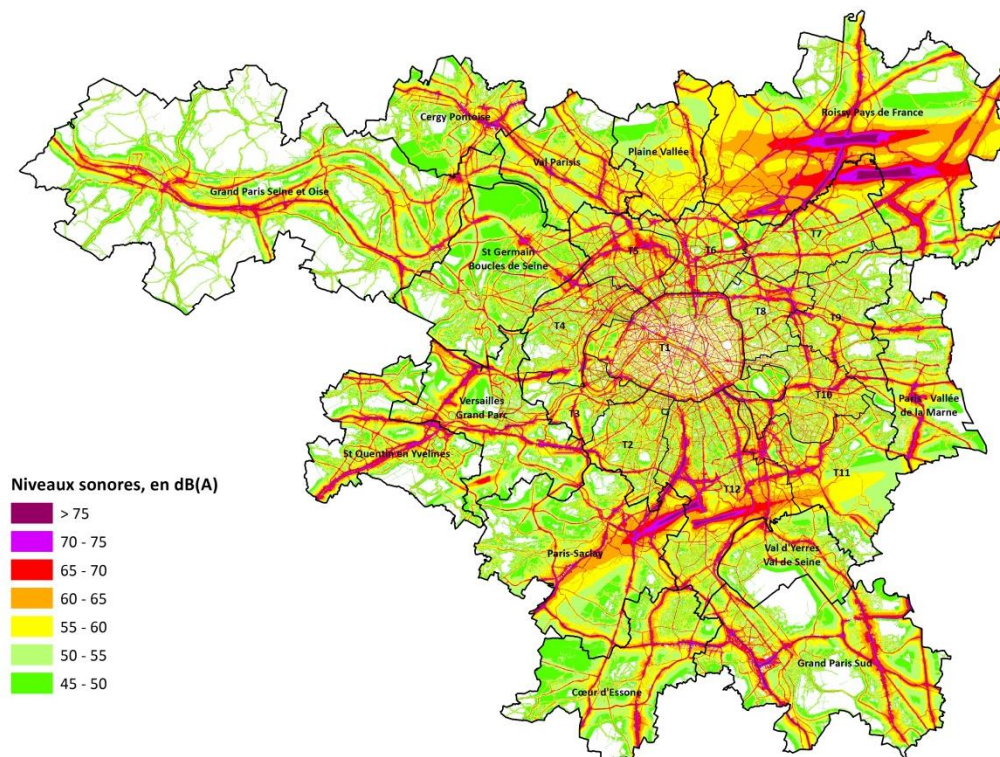 Roissy Pays de France
Cergy Pontoise
Plaine Vallée
Val Parisis
Grand Paris Seine et Oise
T7
T5
T6
St Germain
Boucles de Seine
T8
T9
T4
T1
T10
Paris - Vallée
de la Marne
Versailles
Grand Parc
T3
T2
St Quentin en Yvelines
T11
T12
Paris-Saclay
Val d'Yerres
Val de Seine
Grand Paris Sud
Cœur d'Essone
Niveaux sonores, en dB(A)
> 75
70 - 75
65 - 70
60 - 65
55 - 60
50 - 55
45 - 50